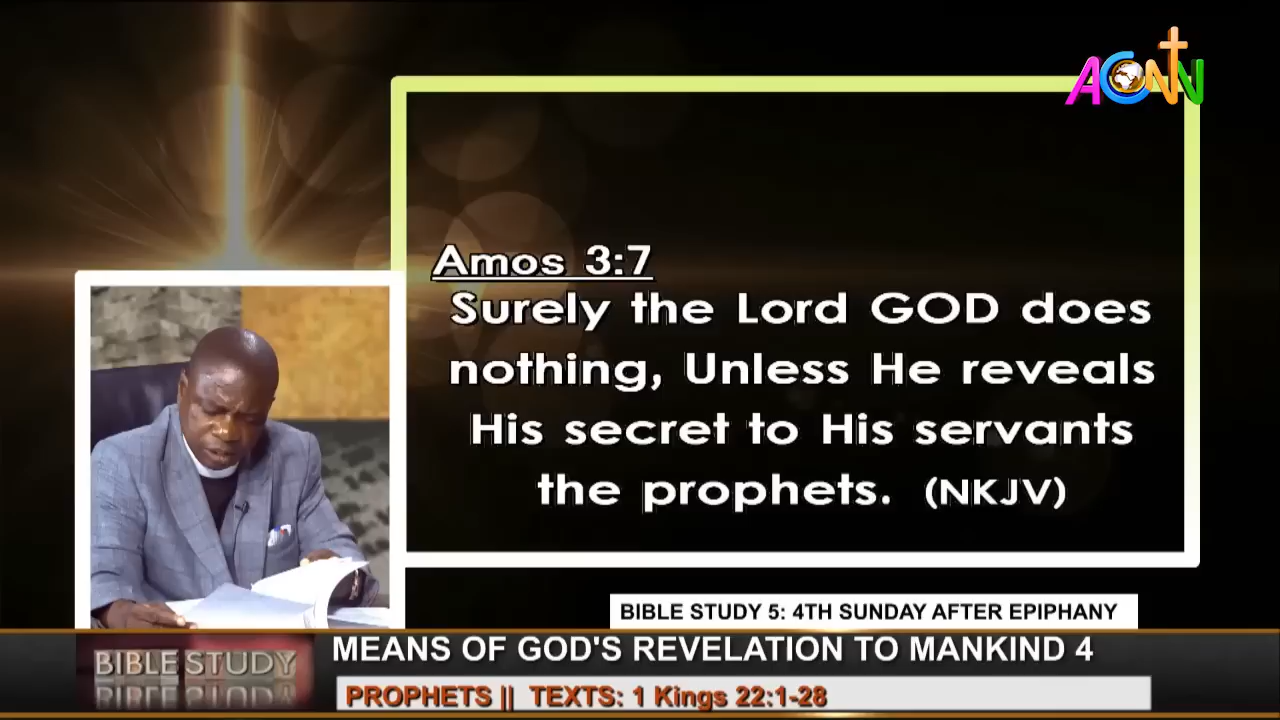 ACNN
Amos 3:7
Surely the Lord GOD does
nothing, Unless He reveals
His secret to His servants
the prophets. (NKJV)
BIBLE STUDY 5: 4TH SUNDAY AFTER EPIPHANY
BIBLE STUDY
MEANS OF GOD'S REVELATION TO MANKIND 4
PROPHETS || TEXTS: 1 Kings 22:1-28